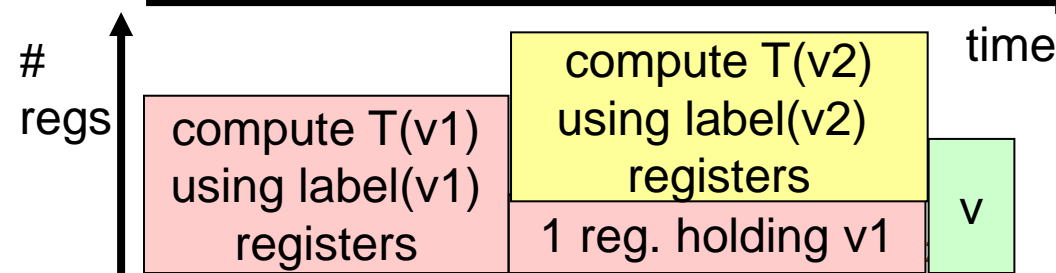 #
regs
compute T(v1)
using label(v1)
registers
compute T(v2)
using label(v2)
registers
1 reg. holding v1
v
time